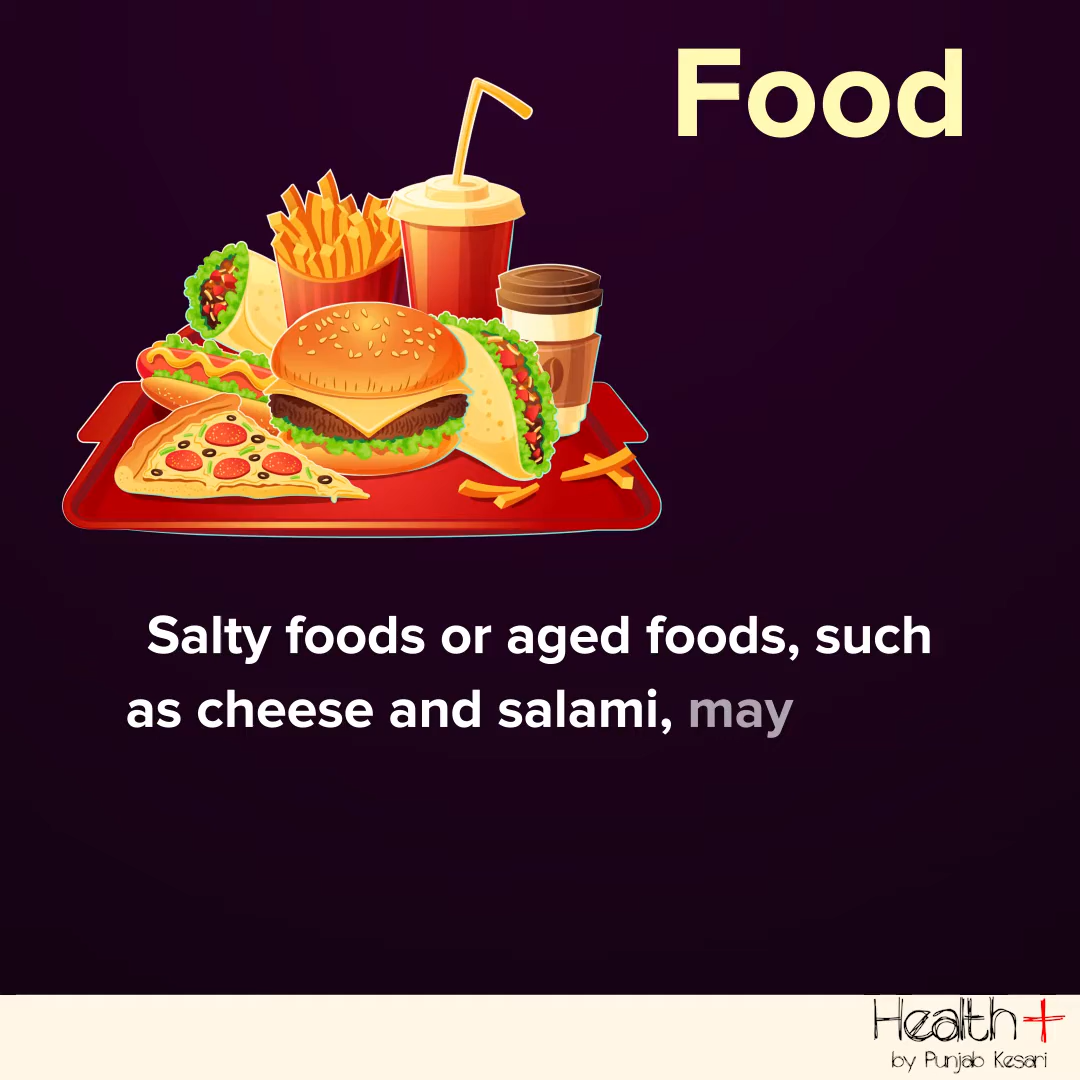 Food
Salty foods or aged foods, such
as cheese and salami, may
Health+
by Punjab Kesari